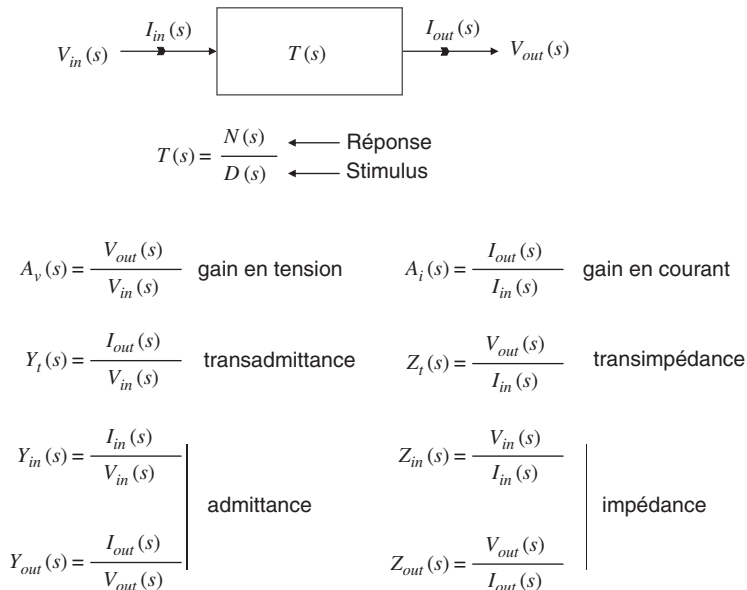 V_in(s) I_in(s) T(s) I_out(s) V_out(s)
T(s) = N(s) / D(s)
Réponse
Stimulus
A_v(s) = V_out(s) / V_in(s) gain en tension
A_i(s) = I_out(s) / I_in(s) gain en courant
Y_t(s) = I_out(s) / V_in(s) transadmittance
Z_t(s) = V_out(s) / I_in(s) transimpédance
Y_in(s) = I_in(s) / V_in(s)
Z_in(s) = V_in(s) / I_in(s)
admittance
impédance
Y_out(s) = I_out(s) / V_out(s)
Z_out(s) = V_out(s) / I_out(s)